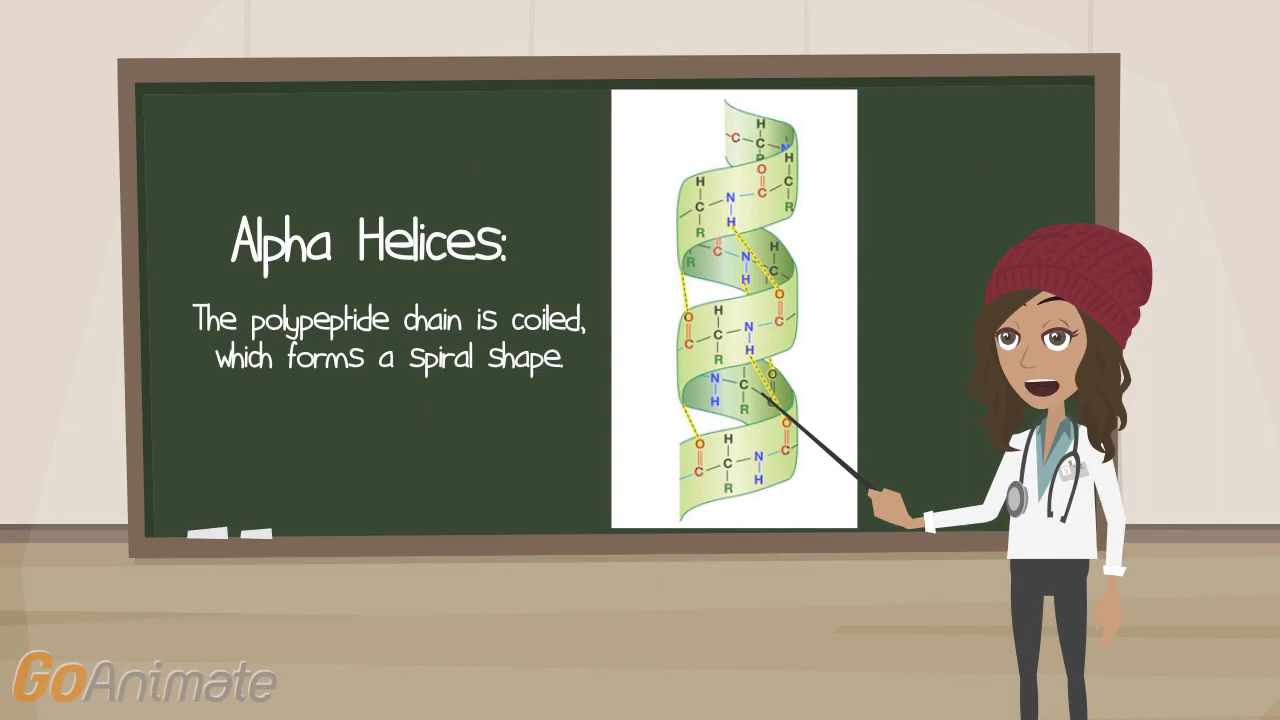 Alpha Helices:
The polypeptide chain is coiled,
which forms a spiral shape.
H
C
C
N
R
H
O
H
C
C
N
R
H
R
C
N
H
R
H
C
O
O
H
C
N
C
C
R
H
N
C
O
H
R
O
H
O
N
C
C
C
R
H
GoAnimate